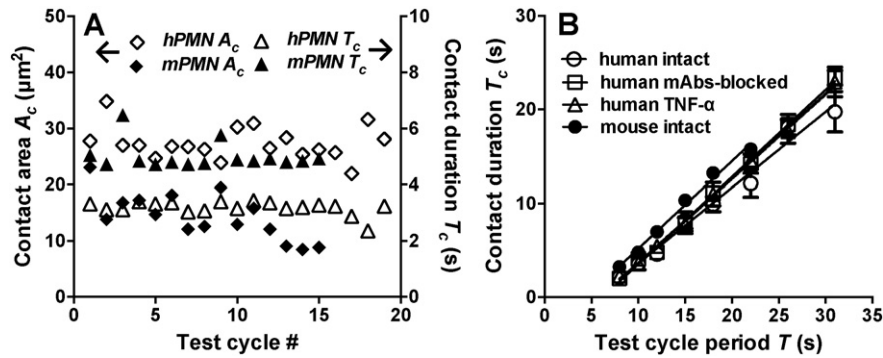 A
hPMN Ac
hPMN Tc
mPMN Ac
mPMN Tc
Contact area Ac (μm²)
50
40
30
20
10
0
Contact duration Tc (s)
10
8
6
4
2
0
0 5 10 15 20
Test cycle #
B
human intact
human mAbs-blocked
human TNF-α
mouse intact
Contact duration Tc (s)
30
20
10
0
0 5 10 15 20 25 30 35
Test cycle period T (s)